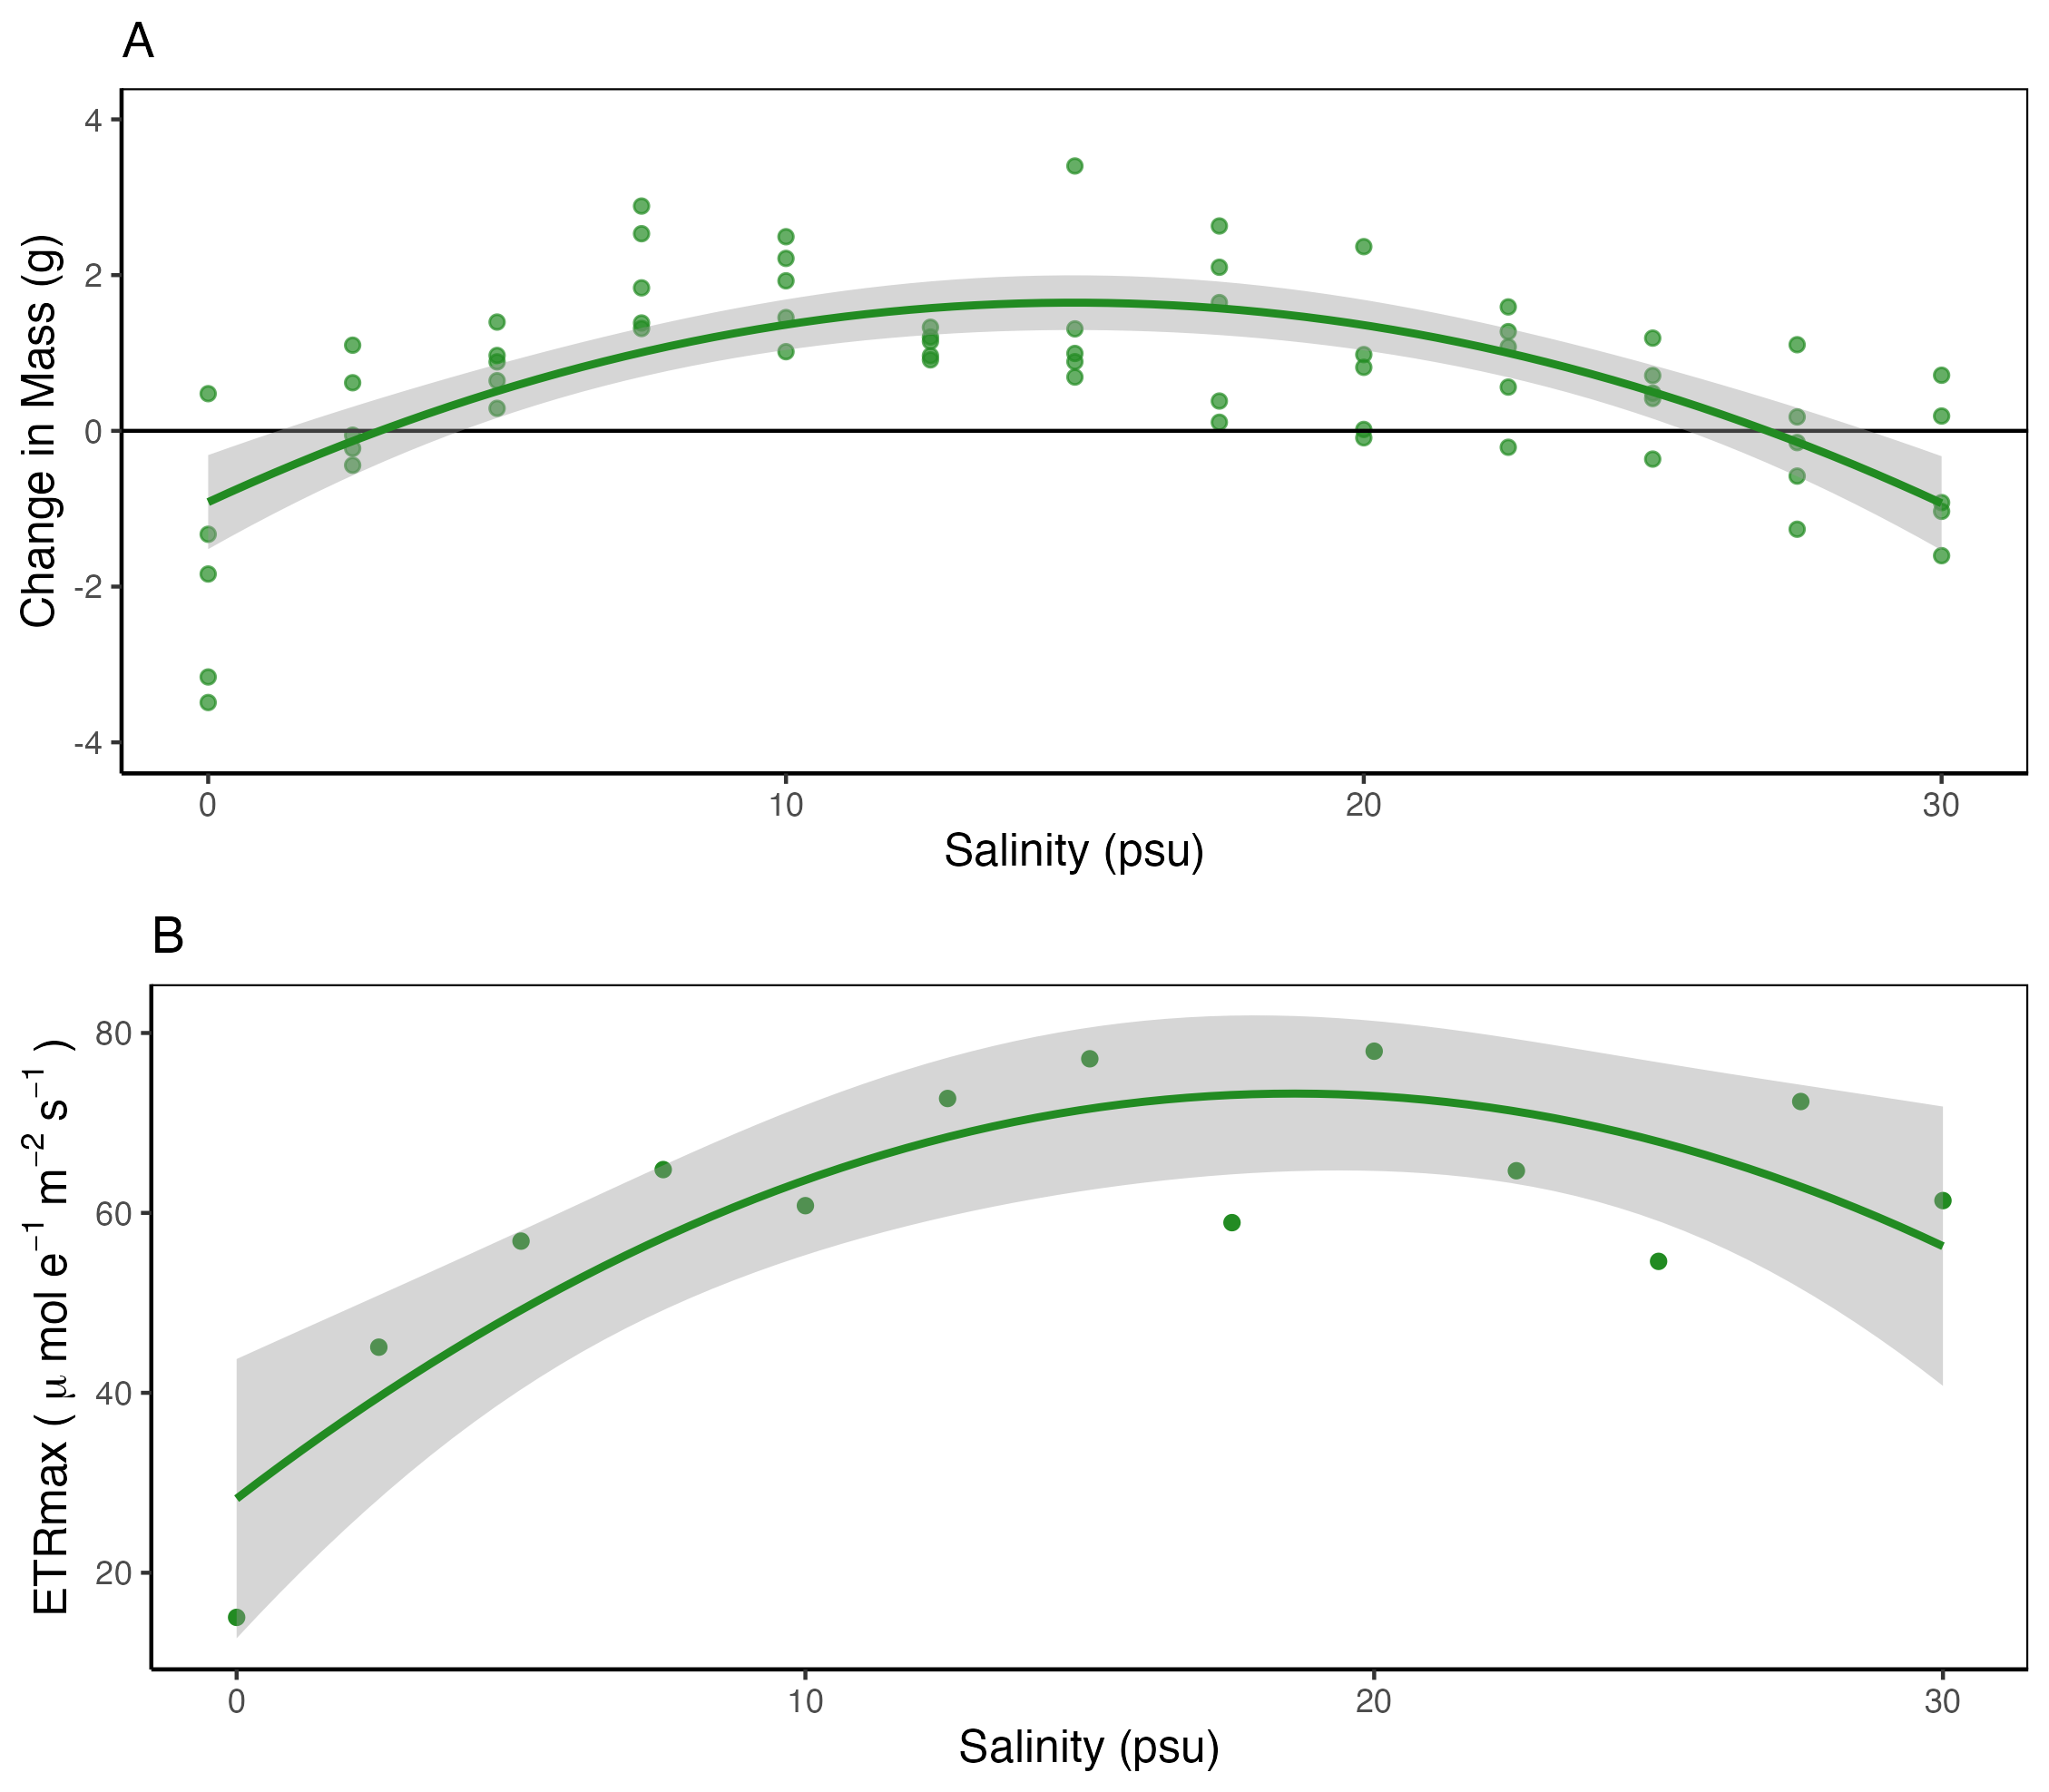 A
Change in Mass (g)
4
2
0
-2
-4
0 10 20 30
Salinity (psu)
B
ETRmax ( μ mol e⁻¹ m⁻² s⁻¹ )
80
60
40
20
0 10 20 30
Salinity (psu)